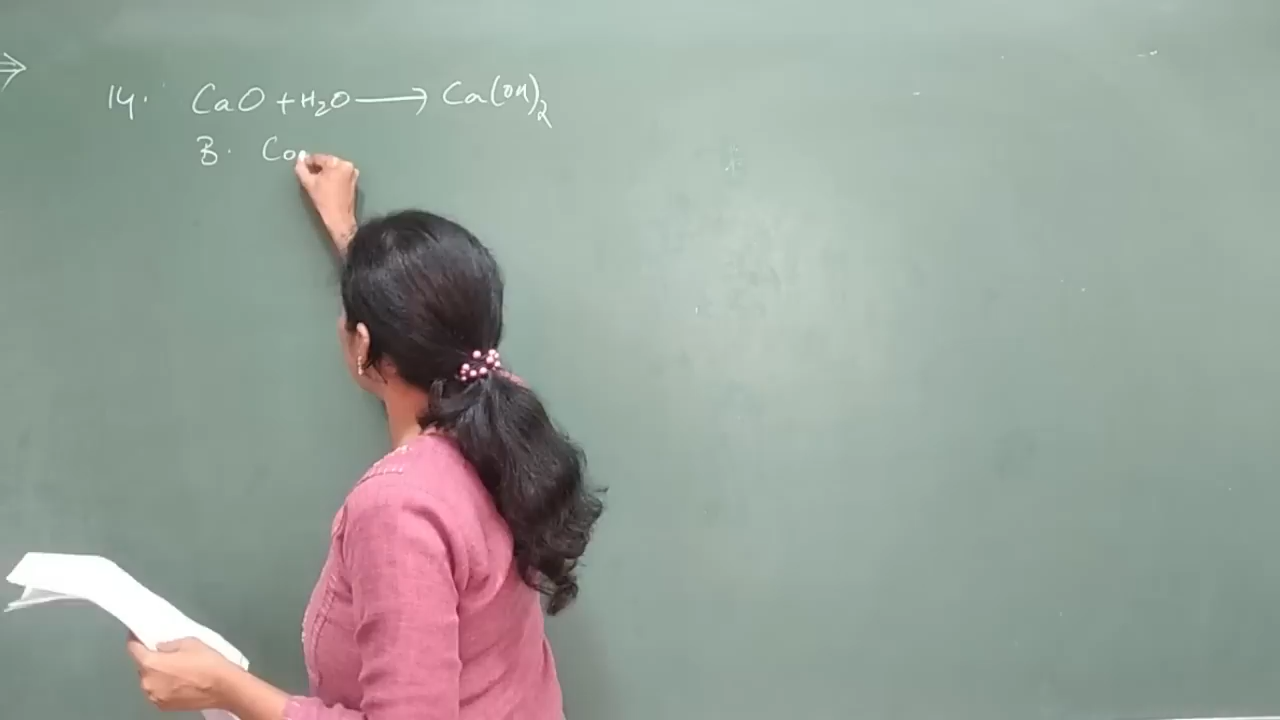 14. CaO + H₂O ⟶ Ca(OH)₂
B. Co